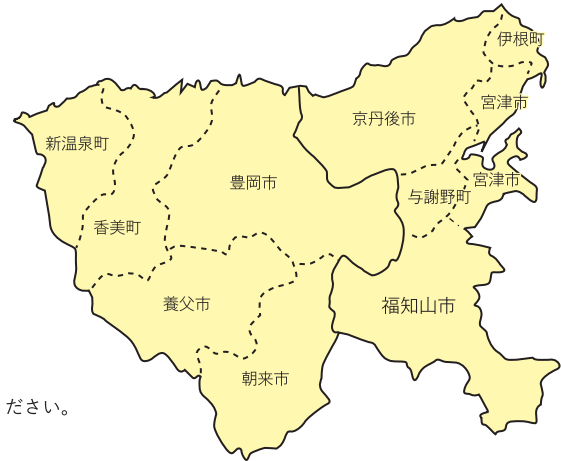 伊根町
宮津市
京丹後市
新温泉町
豊岡市
宮津市
与謝野町
香美町
養父市
福知山市
朝来市
ださい。